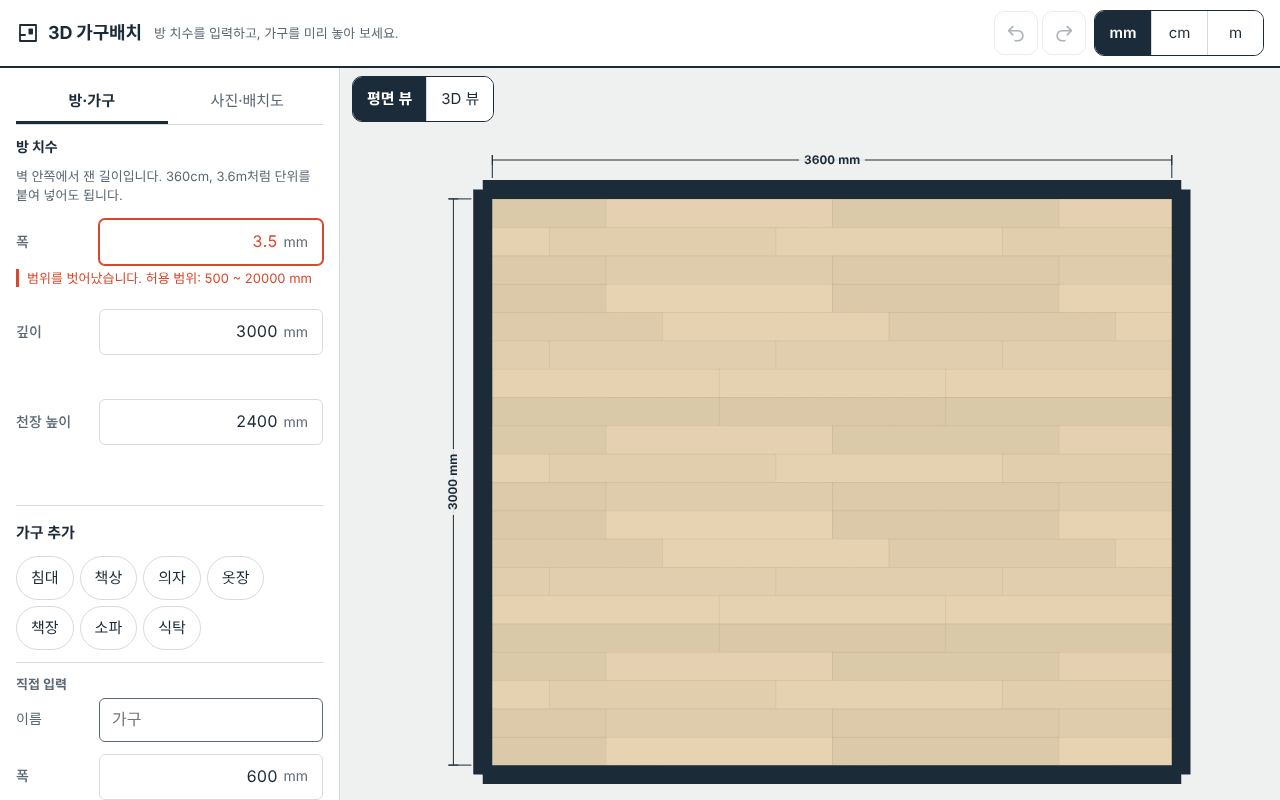 3D 가구배치 방 치수를 입력하고, 가구를 미리 놓아 보세요. mm cm m
방·가구 사진·배치도
평면 뷰 3D 뷰
방 치수
벽 안쪽에서 잰 길이입니다. 360cm, 3.6m처럼 단위를
붙여 넣어도 됩니다.
폭 3.5 mm
범위를 벗어났습니다. 허용 범위: 500 ~ 20000 mm
깊이 3000 mm
천장 높이 2400 mm
가구 추가
침대 책상 의자 옷장
책장 소파 식탁
직접 입력
이름 가구
폭 600 mm
3600 mm
3000 mm